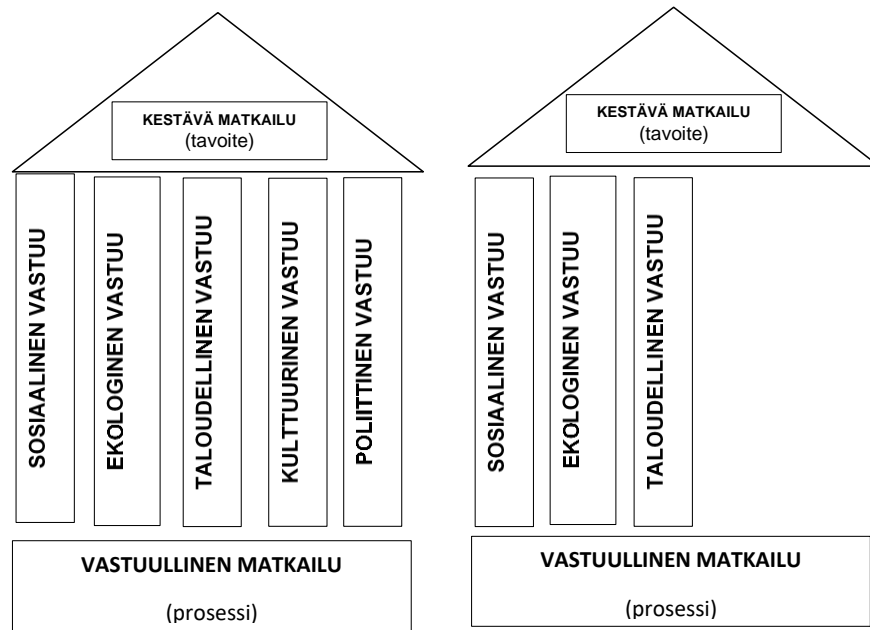 KESTÄVÄ MATKAILU
(tavoite)
SOSIAALINEN VASTUU
EKOLOGINEN VASTUU
TALOUDELLINEN VASTUU
KULTTUURINEN VASTUU
POLIITTINEN VASTUU
VASTUULLINEN MATKAILU
(prosessi)
KESTÄVÄ MATKAILU
(tavoite)
SOSIAALINEN VASTUU
EKOLOGINEN VASTUU
TALOUDELLINEN VASTUU
VASTUULLINEN MATKAILU
(prosessi)